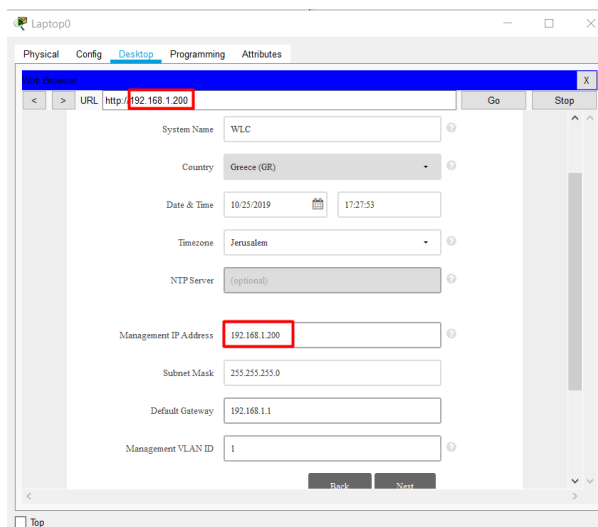 Laptop0
Physical Config Desktop Programming Attributes
Web Browser X
< > URL http://192.168.1.200 Go Stop
System Name WLC
Country Greece (GR)
Date & Time 10/25/2019 17:27:53
Timezone Jerusalem
NTP Server (optional)
Management IP Address 192.168.1.200
Subnet Mask 255.255.255.0
Default Gateway 192.168.1.1
Management VLAN ID 1
Back Next
Top